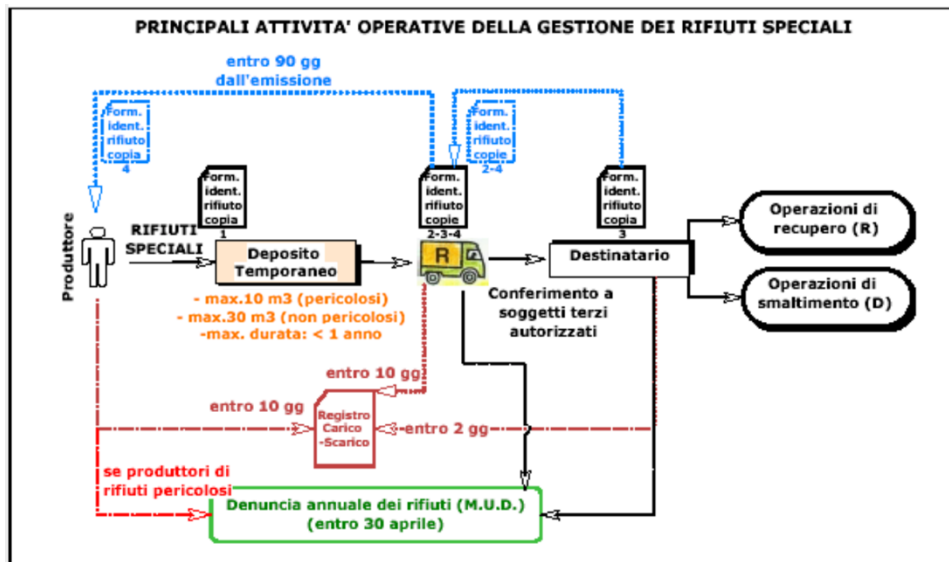 PRINCIPALI ATTIVITA' OPERATIVE DELLA GESTIONE DEI RIFIUTI SPECIALI
entro 90 gg
dall'emissione
Form.
ident.
rifiuto
copia
4
Form.
ident.
rifiuto
copie
2-4
Form.
ident.
rifiuto
copia
1
Form.
ident.
rifiuto
copie
2-3-4
Form.
ident.
rifiuto
copia
3
Produttore
RIFIUTI
SPECIALI
Deposito
Temporaneo
R
Destinatario
Operazioni di
recupero (R)
Operazioni di
smaltimento (D)
- max.10 m3 (pericolosi)
- max.30 m3 (non pericolosi)
-max. durata: < 1 anno
Conferimento a
soggetti terzi
autorizzati
entro 10 gg
entro 10 gg
Registro
Carico
-Scarico
entro 2 gg
se produttori di
rifiuti pericolosi
Denuncia annuale dei rifiuti (M.U.D.)
(entro 30 aprile)